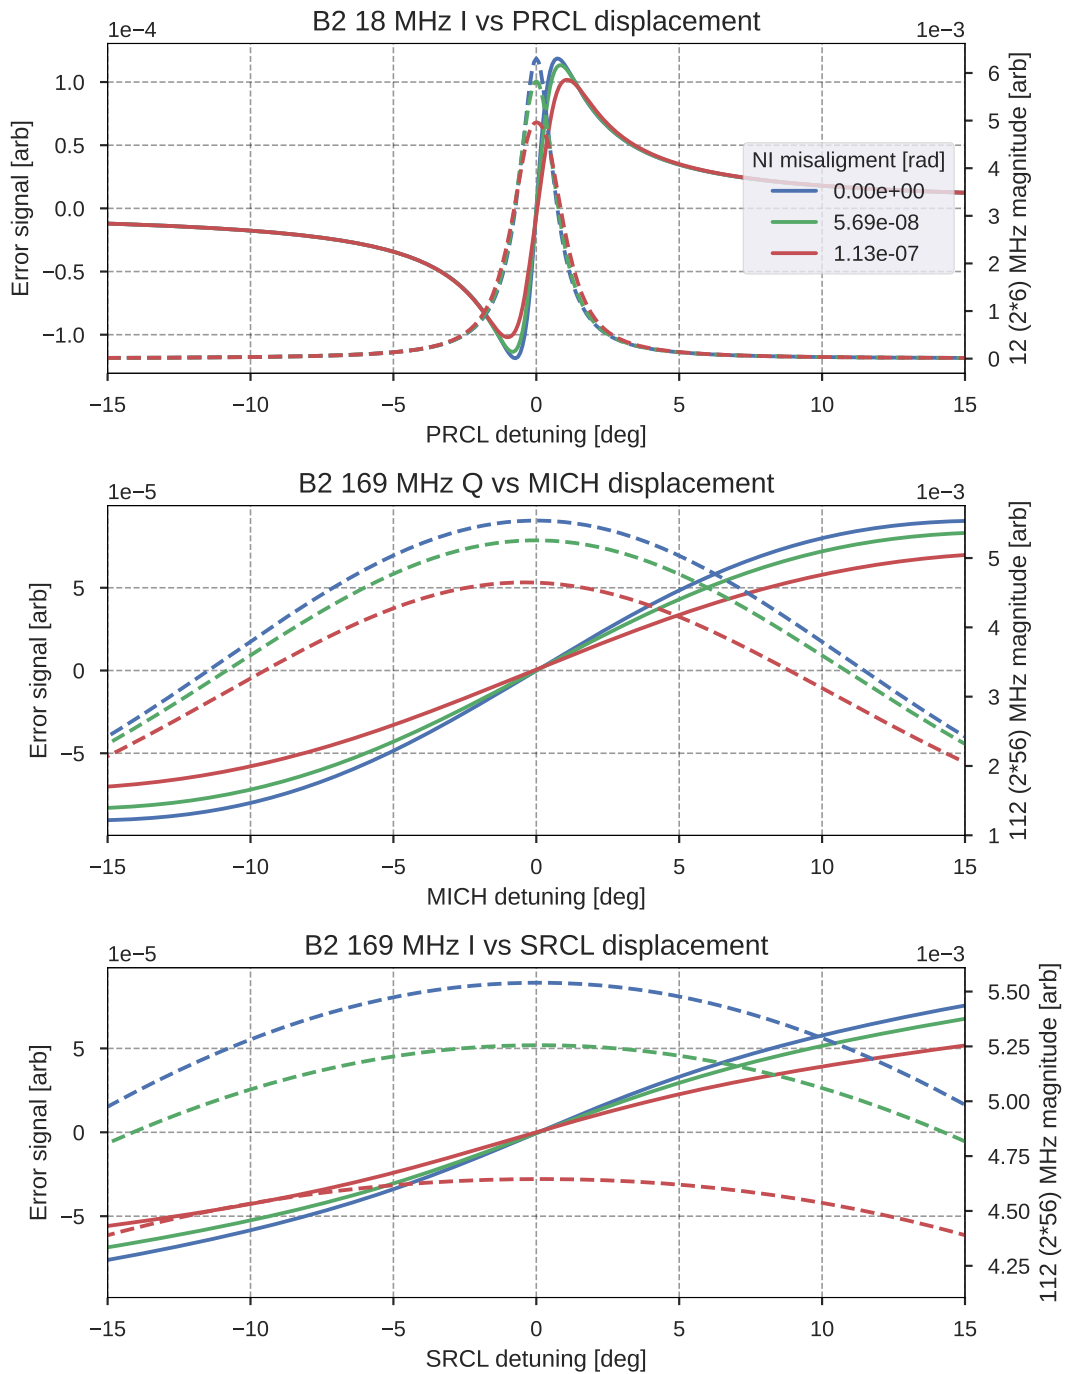 B2 18 MHz I vs PRCL displacement
1e−4
1e−3
1.0
0.5
0.0
−0.5
−1.0
Error signal [arb]
6
5
4
3
2
1
0
12 (2*6) MHz magnitude [arb]
NI misaligment [rad]
0.00e+00
5.69e-08
1.13e-07
−15 −10 −5 0 5 10 15
PRCL detuning [deg]
B2 169 MHz Q vs MICH displacement
1e−5
1e−3
5
0
−5
Error signal [arb]
5
4
3
2
1
112 (2*56) MHz magnitude [arb]
−15 −10 −5 0 5 10 15
MICH detuning [deg]
B2 169 MHz I vs SRCL displacement
1e−5
1e−3
5
0
−5
Error signal [arb]
5.50
5.25
5.00
4.75
4.50
4.25
112 (2*56) MHz magnitude [arb]
−15 −10 −5 0 5 10 15
SRCL detuning [deg]